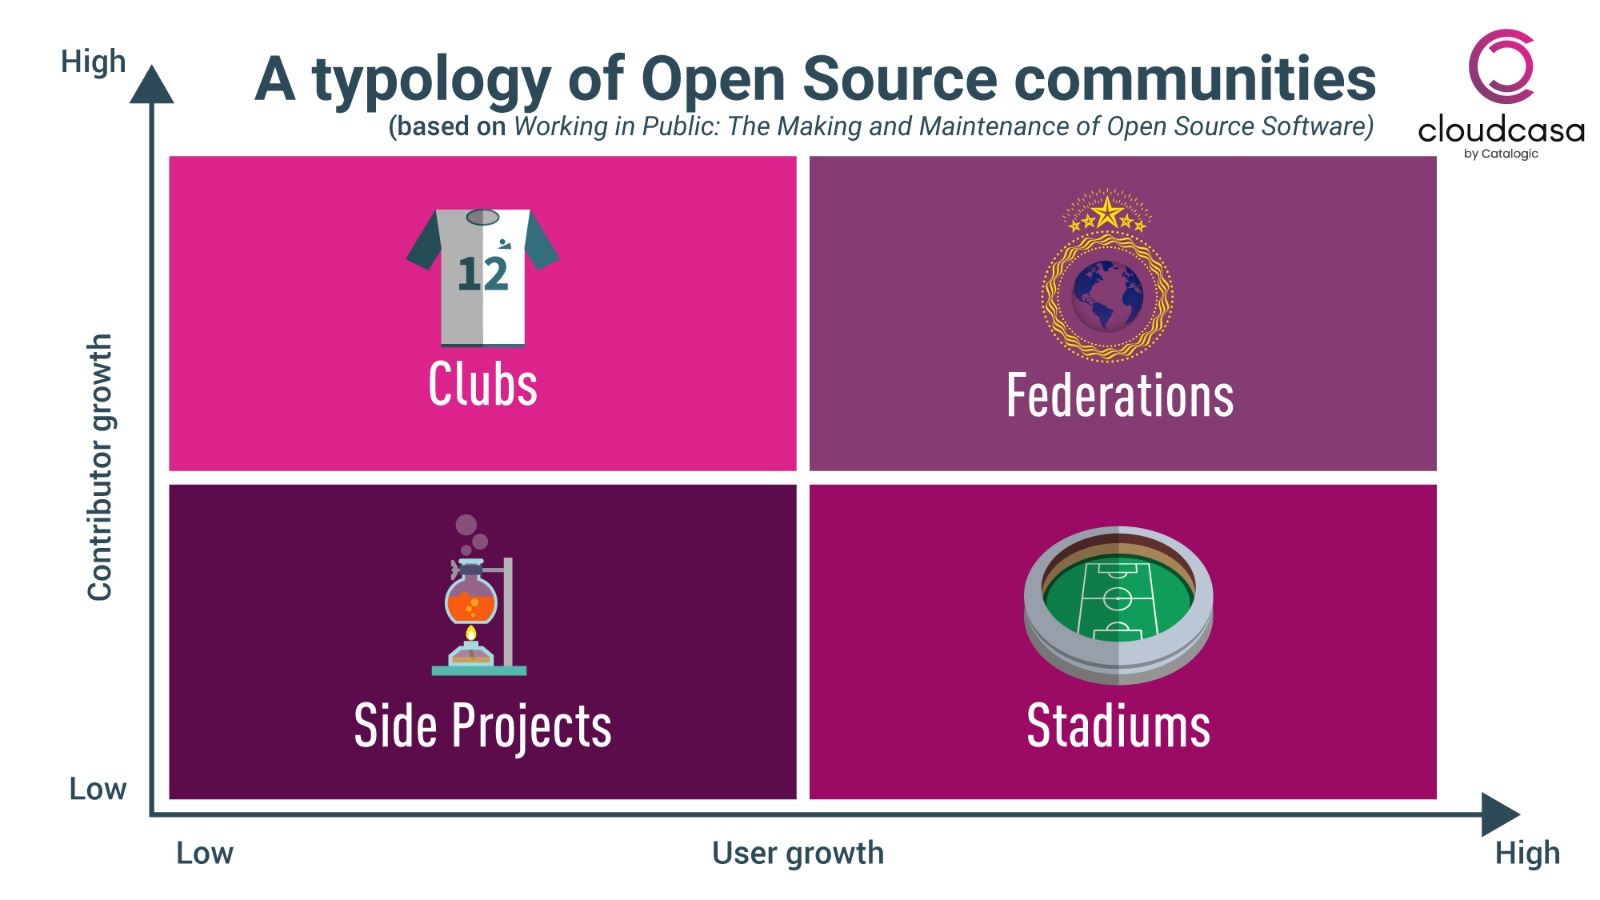 High
A typology of Open Source communities
(based on Working in Public: The Making and Maintenance of Open Source Software)
cloudcasa
by Catalogic
Contributor growth
12
Clubs
Federations
Side Projects
Stadiums
Low
Low
User growth
High